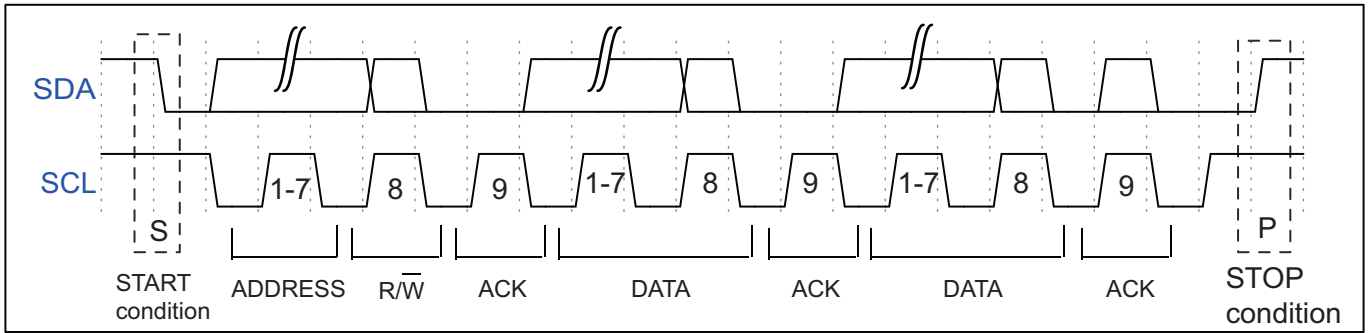 SDA
SCL
1-7 8 9 1-7 8 9 1-7 8 9
S P
START condition
ADDRESS R/W̅ ACK DATA ACK DATA ACK
STOP condition